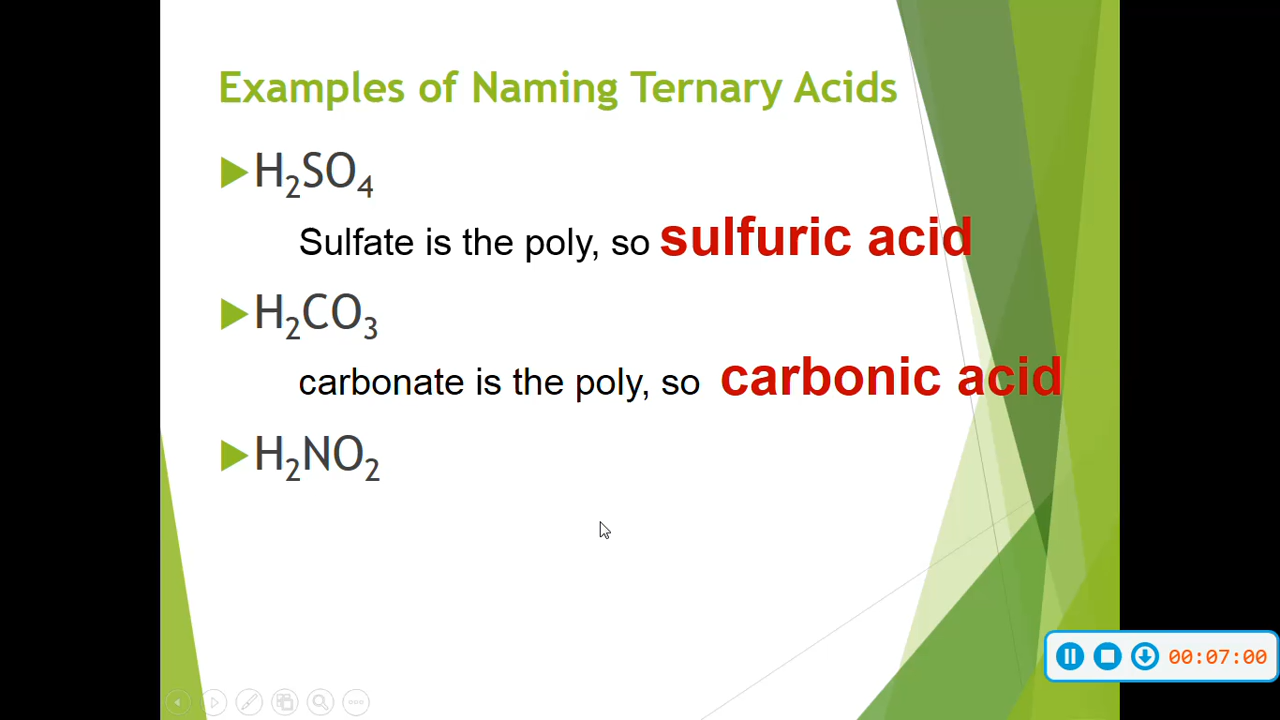 Examples of Naming Ternary Acids
H₂SO₄
Sulfate is the poly, so sulfuric acid
H₂CO₃
carbonate is the poly, so carbonic acid
H₂NO₂
00:07:00